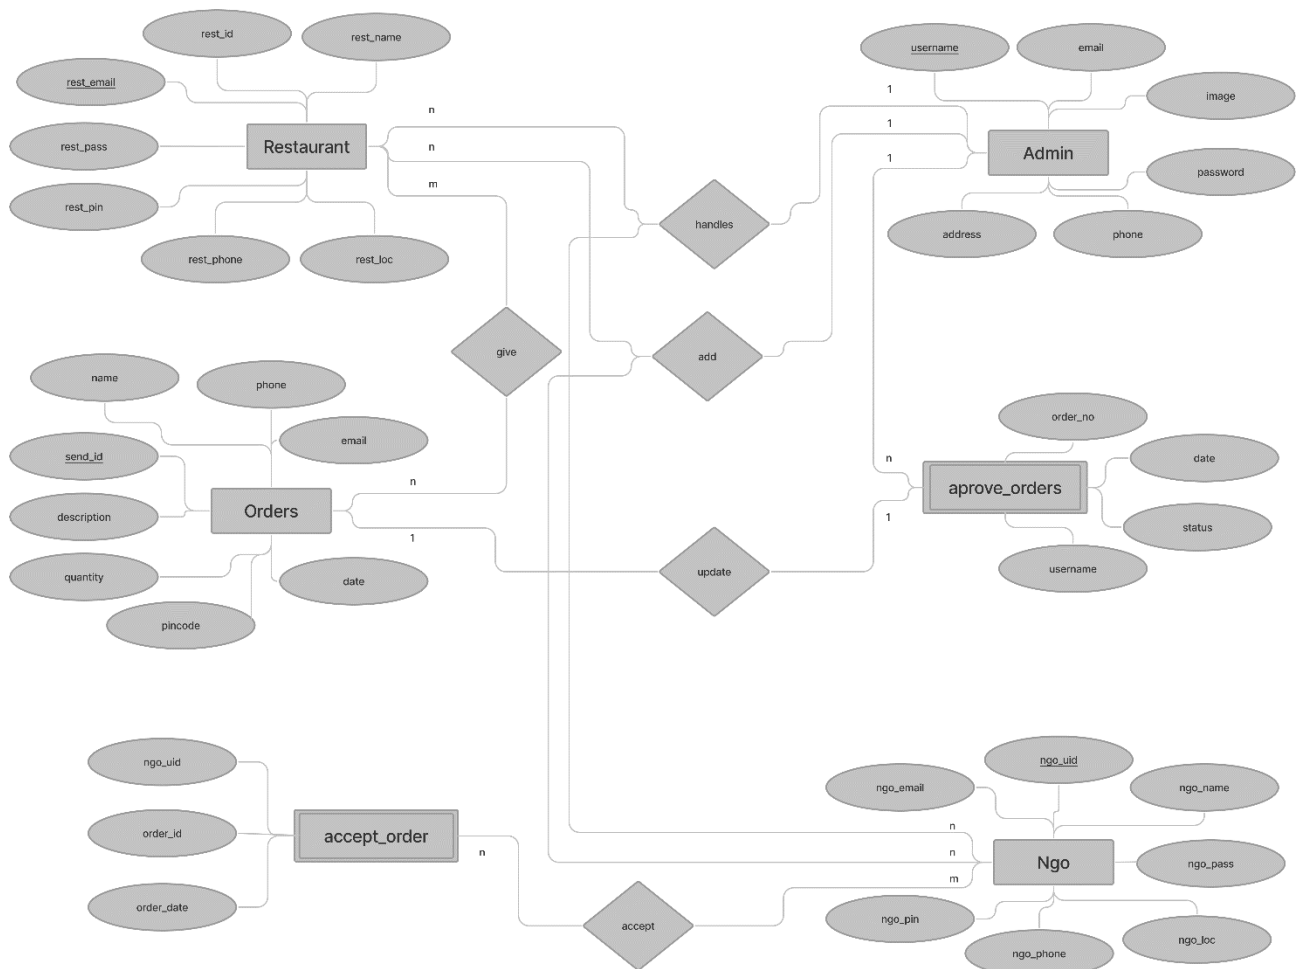 rest_id
rest_name
rest_email
rest_pass
rest_pin
rest_phone
rest_loc
Restaurant
n
n
m
username
email
image
password
phone
address
Admin
1
1
1
handles
give
add
name
phone
email
send_id
description
quantity
pincode
date
Orders
n
1
order_no
date
status
username
aprove_orders
n
1
update
ngo_uid
order_id
order_date
accept_order
n
accept
ngo_email
ngo_uid
ngo_name
ngo_pass
ngo_loc
ngo_phone
ngo_pin
Ngo
n
n
m